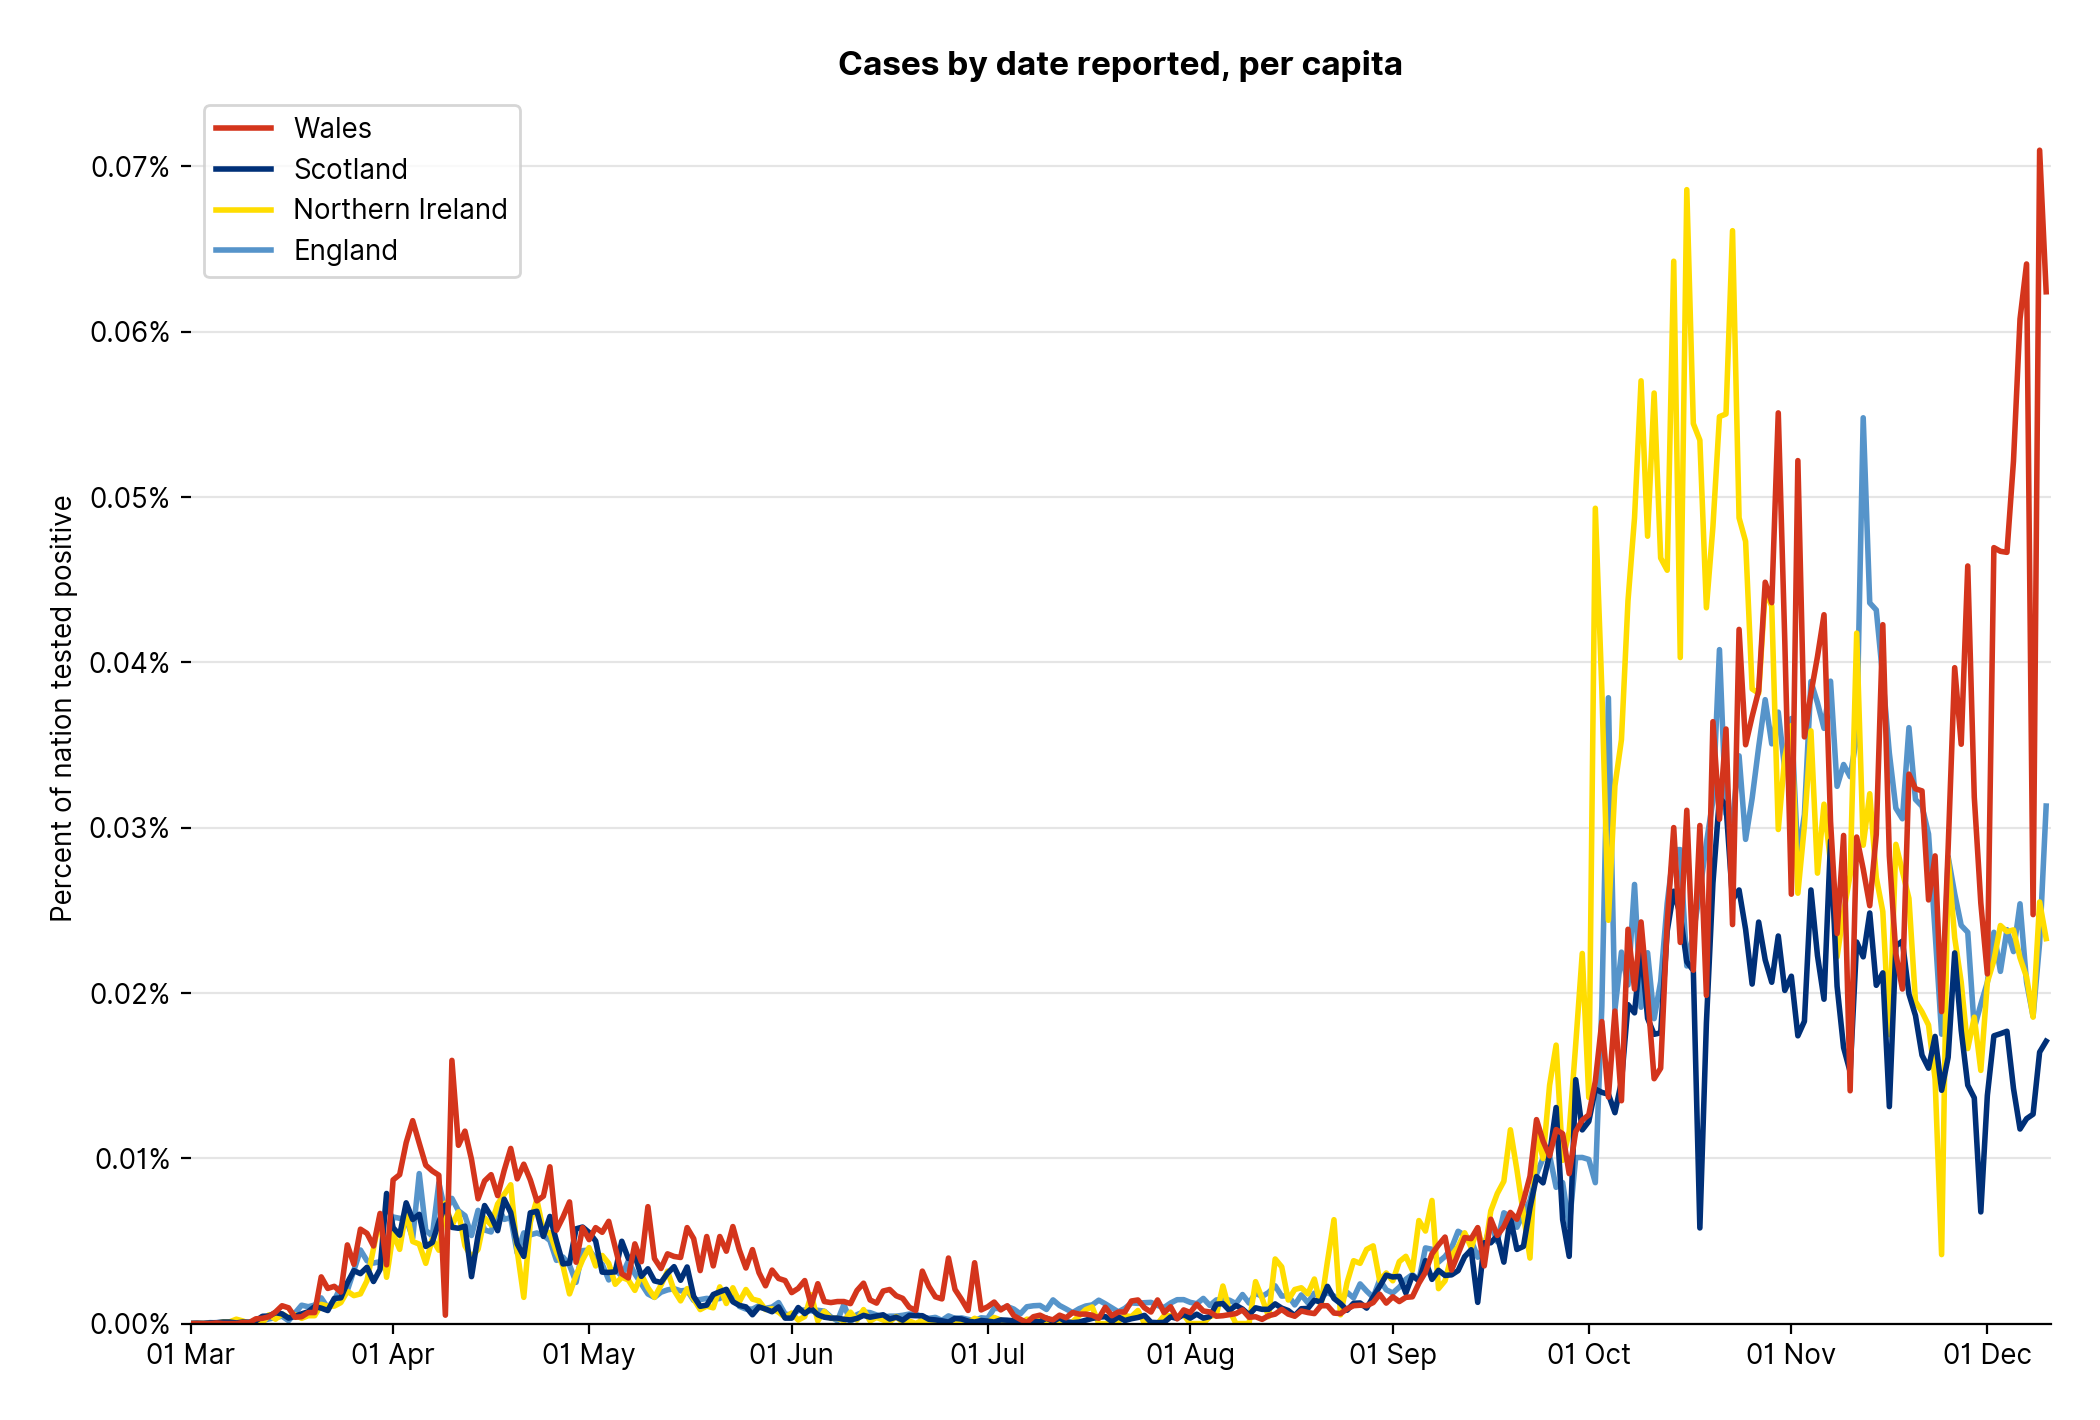 Cases by date reported, per capita
Wales
Scotland
Northern Ireland
England
Percent of nation tested positive
0.07%
0.06%
0.05%
0.04%
0.03%
0.02%
0.01%
0.00%
01 Mar 01 Apr 01 May 01 Jun 01 Jul 01 Aug 01 Sep 01 Oct 01 Nov 01 Dec